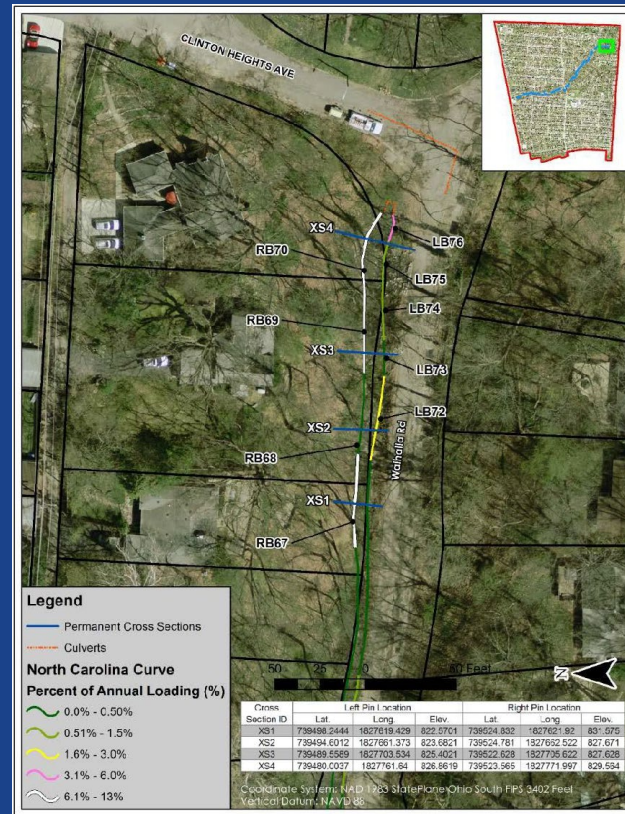 CLINTON HEIGHTS AVE
XS4
LB76
RB70
LB75
LB74
RB69
XS3
LB73
LB72
XS2
RB68
Walhalla Rd
XS1
RB67
Legend
Permanent Cross Sections
Culverts
North Carolina Curve
Percent of Annual Loading (%)
0.0% - 0.50%
0.51% - 1.5%
1.6% - 3.0%
3.1% - 6.0%
6.1% - 13%
50 25 0 50 Feet
N
Cross Section ID Left Pin Location Right Pin Location
Lat. Long. Elev. Lat. Long Elev.
XS1 739498.2444 1827619.429 822.5701 739524.832 1827621.92 831.575
XS2 739494.6012 1827661.373 823.6821 739524.781 1827662.522 827.671
XS3 739489.5589 1827703.534 825.4021 739522.628 1827705.622 827.628
XS4 739480.0037 1827761.64 826.8619 739523.565 1827771.997 829.564
Coordinate System: NAD 1983 StatePlane Ohio South FIPS 3402 Feet
Vertical Datum: NAVD 88